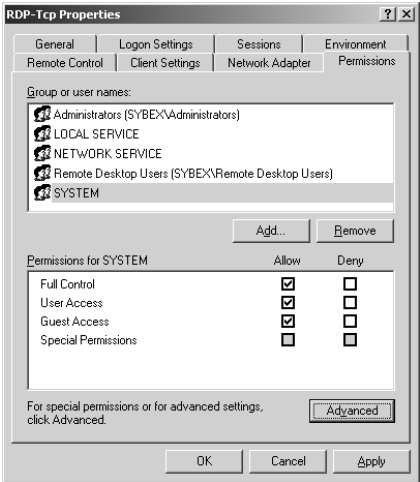 RDP-Tcp Properties
General Logon Settings Sessions Environment
Remote Control Client Settings Network Adapter Permissions
Group or user names:
Administrators (SYBEX\Administrators)
LOCAL SERVICE
NETWORK SERVICE
Remote Desktop Users (SYBEX\Remote Desktop Users)
SYSTEM
Add... Remove
Permissions for SYSTEM Allow Deny
Full Control
User Access
Guest Access
Special Permissions
For special permissions or for advanced settings,
click Advanced.
Advanced
OK Cancel Apply